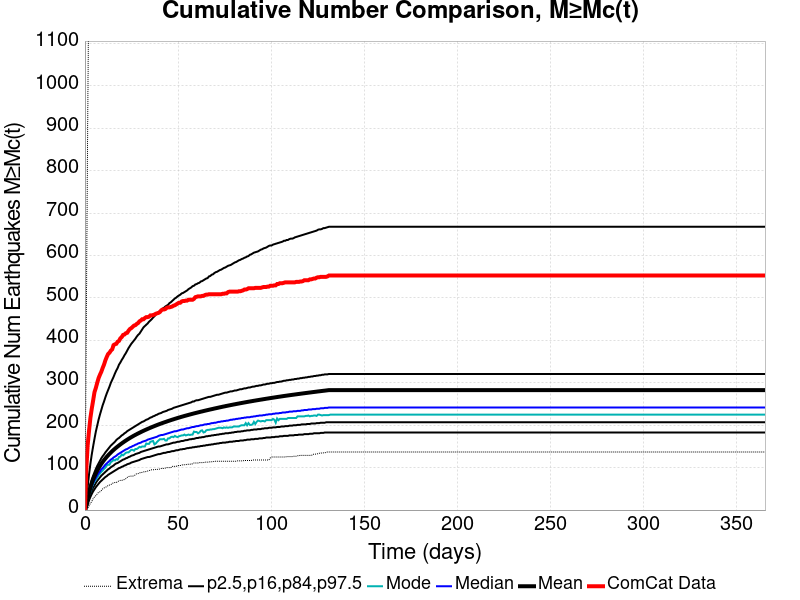 Cumulative Number Comparison, M≥Mc(t)
Cumulative Num Earthquakes M≥Mc(t)
1100
1000
900
800
700
600
500
400
300
200
100
0
0 50 100 150 200 250 300 350
Time (days)
Extrema p2.5,p16,p84,p97.5 Mode Median Mean ComCat Data